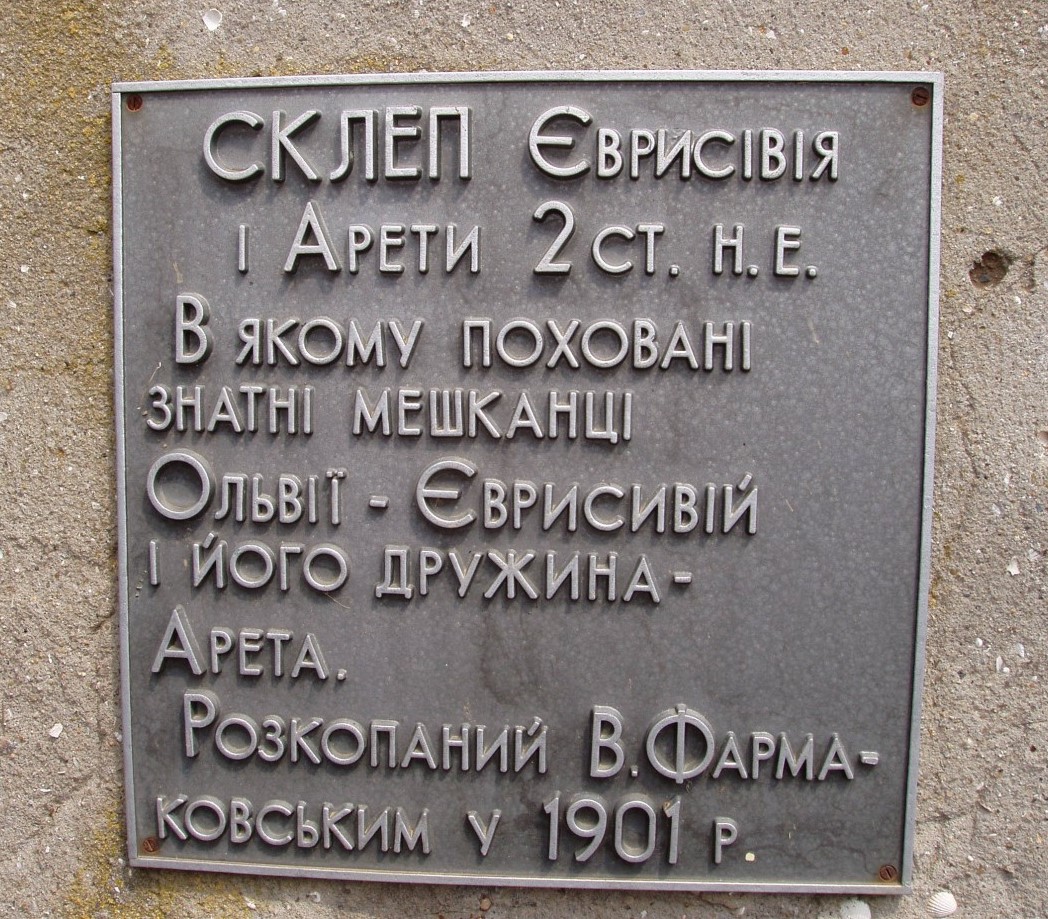 СКЛЕП ЄВРИСІВІЯ
І АРЕТИ 2 СТ. Н.Е.
В ЯКОМУ ПОХОВАНІ
ЗНАТНІ МЕШКАНЦІ
ОЛЬВІЇ - ЄВРИСИВІЙ
І ЙОГО ДРУЖИНА -
АРЕТА.
РОЗКОПАНИЙ В.ФАРМА-
КОВСЬКИМ У 1901 Р.